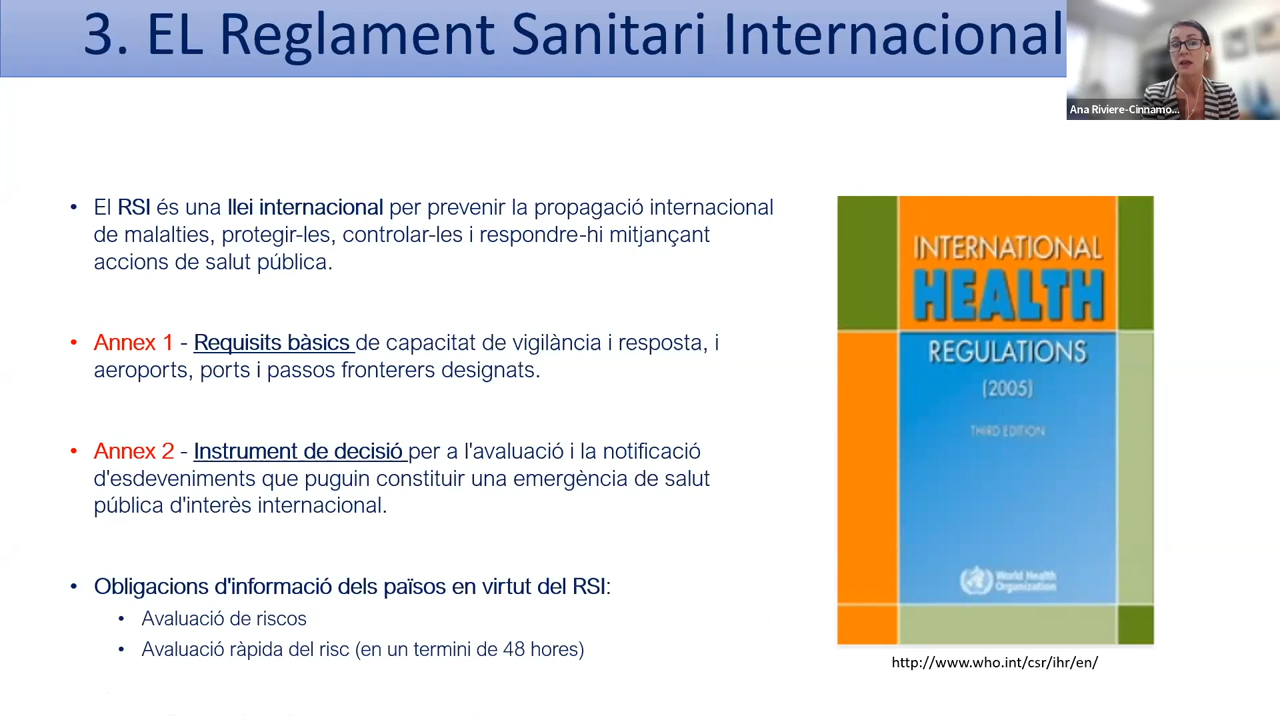 3. EL Reglament Sanitari Internacional
Ana Riviere-Cinnamo...
• El RSI és una llei internacional per prevenir la propagació internacional
de malalties, protegir-les, controlar-les i respondre-hi mitjançant
accions de salut pública.
• Annex 1 - Requisits bàsics de capacitat de vigilància i resposta, i
aeroports, ports i passos fronterers designats.
• Annex 2 - Instrument de decisió per a l'avaluació i la notificació
d'esdeveniments que puguin constituir una emergència de salut
pública d'interès internacional.
• Obligacions d'informació dels països en virtut del RSI:
• Avaluació de riscos
• Avaluació ràpida del risc (en un termini de 48 hores)
INTERNATIONAL
HEALTH
REGULATIONS
(2005)
THIRD EDITION
World Health
Organization
http://www.who.int/csr/ihr/en/